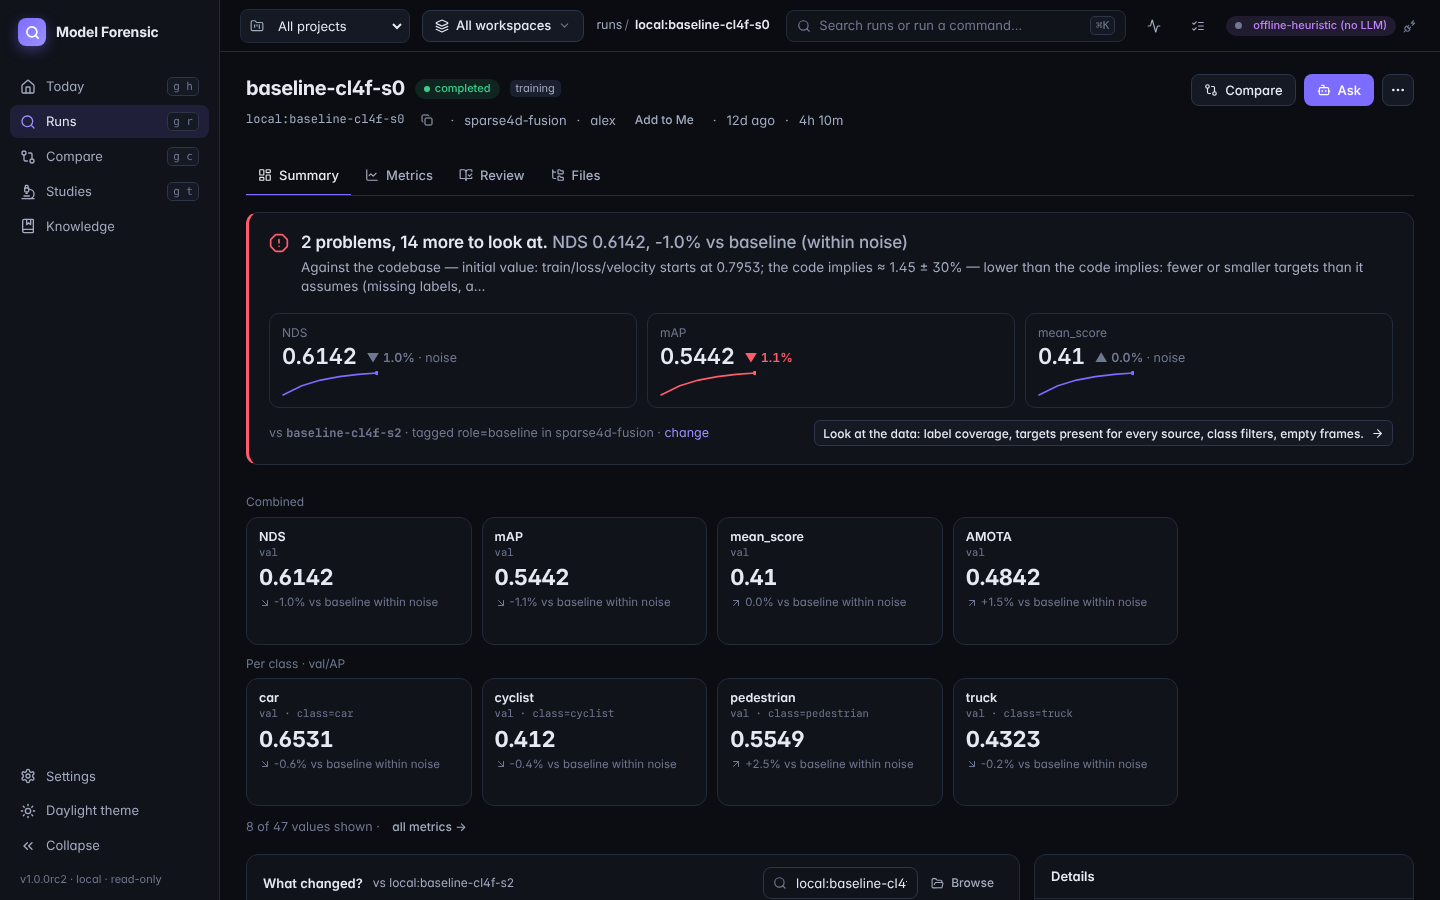 Model Forensic
All projects
All workspaces
runs / local:baseline-cl4f-s0
Search runs or run a command...
⌘K
offline-heuristic (no LLM)
Today
g h
Runs
g r
Compare
g c
Studies
g t
Knowledge
Settings
Daylight theme
Collapse
v1.0.0rc2 · local · read-only
baseline-cl4f-s0
completed
training
Compare
Ask
local:baseline-cl4f-s0 · sparse4d-fusion · alex Add to Me · 12d ago · 4h 10m
Summary
Metrics
Review
Files
2 problems, 14 more to look at. NDS 0.6142, -1.0% vs baseline (within noise)
Against the codebase — initial value: train/loss/velocity starts at 0.7953; the code implies ≈ 1.45 ± 30% — lower than the code implies: fewer or smaller targets than it
assumes (missing labels, a...
NDS
0.6142 ▼ 1.0% · noise
mAP
0.5442 ▼ 1.1%
mean_score
0.41 ▲ 0.0% · noise
vs baseline-cl4f-s2 · tagged role=baseline in sparse4d-fusion · change
Look at the data: label coverage, targets present for every source, class filters, empty frames. →
Combined
NDS
val
0.6142
↘ -1.0% vs baseline within noise
mAP
val
0.5442
↘ -1.1% vs baseline within noise
mean_score
val
0.41
↗ 0.0% vs baseline within noise
AMOTA
val
0.4842
↗ +1.5% vs baseline within noise
Per class · val/AP
car
val · class=car
0.6531
↘ -0.6% vs baseline within noise
cyclist
val · class=cyclist
0.412
↘ -0.4% vs baseline within noise
pedestrian
val · class=pedestrian
0.5549
↗ +2.5% vs baseline within noise
truck
val · class=truck
0.4323
↘ -0.2% vs baseline within noise
8 of 47 values shown · all metrics →
What changed? vs local:baseline-cl4f-s2
local:baseline-cl4f
Browse
Details